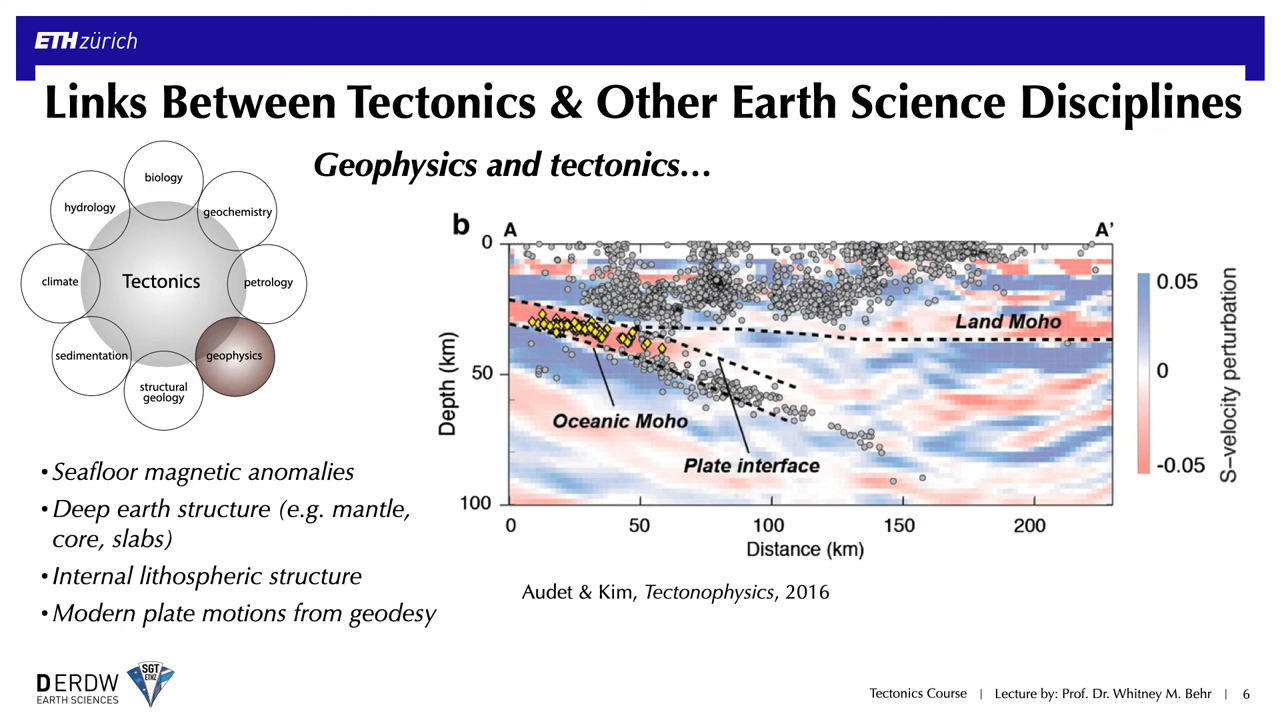 ETH zürich
Links Between Tectonics & Other Earth Science Disciplines
Geophysics and tectonics…
biology
hydrology
geochemistry
climate
Tectonics
petrology
sedimentation
geophysics
structural
geology
• Seafloor magnetic anomalies
• Deep earth structure (e.g. mantle,
core, slabs)
• Internal lithospheric structure
• Modern plate motions from geodesy
b
A
A’
0
50
100
Depth (km)
Land Moho
Oceanic Moho
Plate interface
0
50
100
150
200
Distance (km)
0.05
0
-0.05
S-velocity perturbation
Audet & Kim, Tectonophysics, 2016
DERDW
EARTH SCIENCES
SGT
ETHZ
Tectonics Course | Lecture by: Prof. Dr. Whitney M. Behr | 6